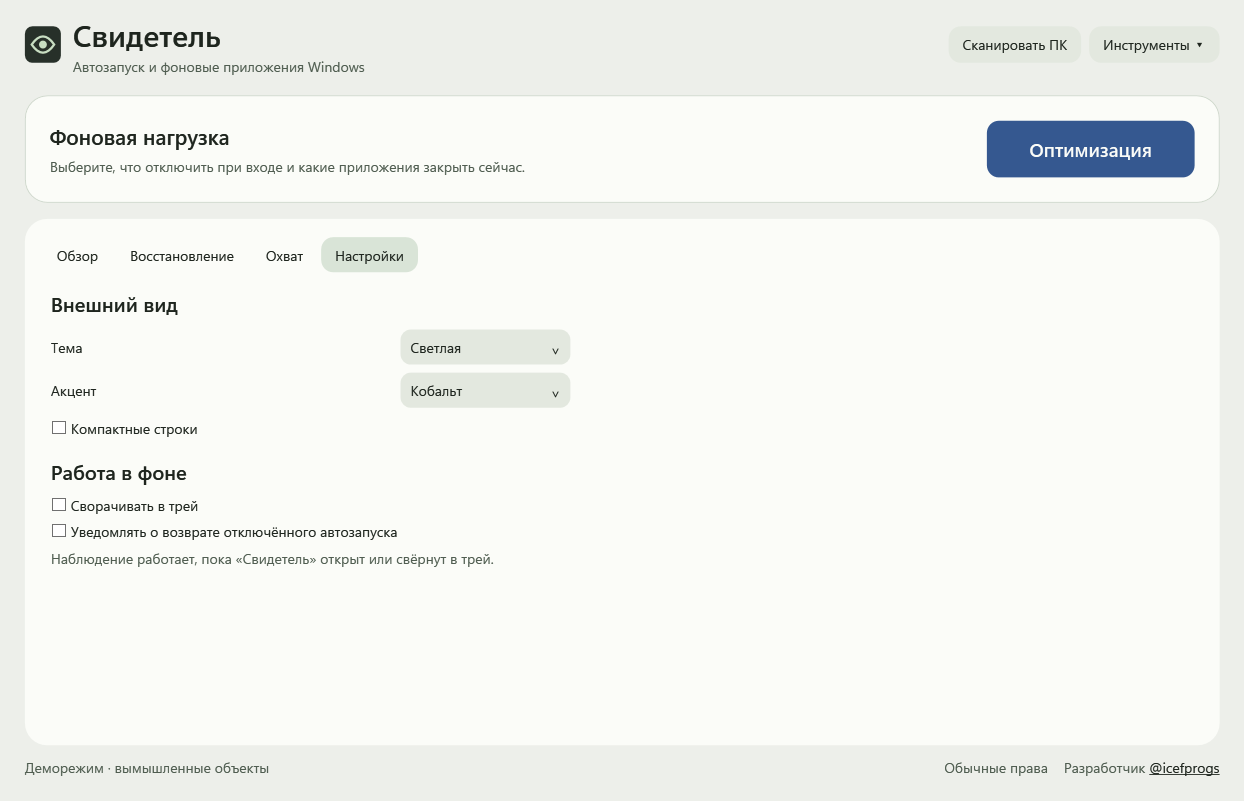 Свидетель
Автозапуск и фоновые приложения Windows
Сканировать ПК
Инструменты ▾
Фоновая нагрузка
Выберите, что отключить при входе и какие приложения закрыть сейчас.
Оптимизация
Обзор Восстановление Охват Настройки
Внешний вид
Тема Светлая
Акцент Кобальт
Компактные строки
Работа в фоне
Сворачивать в трей
Уведомлять о возврате отключённого автозапуска
Наблюдение работает, пока «Свидетель» открыт или свёрнут в трей.
Деморежим · вымышленные объекты
Обычные права Разработчик @icefprogs